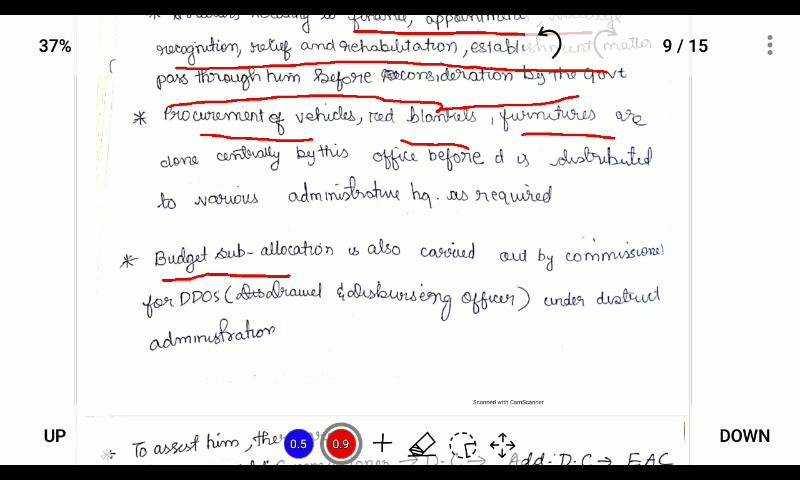 37%
9 / 15
finance, appointment,
recognition, relief and rehabilitation, establishment matter
pass through him before reconsideration by the Govt
* Procurement of vehicles, red blankets, furnitures are
done centrally by this office before d is distributed
to various administrative hq. as required
* Budget sub-allocation is also carried out by commissioner
for DDOs ( & disbursing officer) under district
administration
Scanned with CamScanner
UP
DOWN
* To assest him, there
0.5
0.9
→ D.C → Add. D.C → EAC